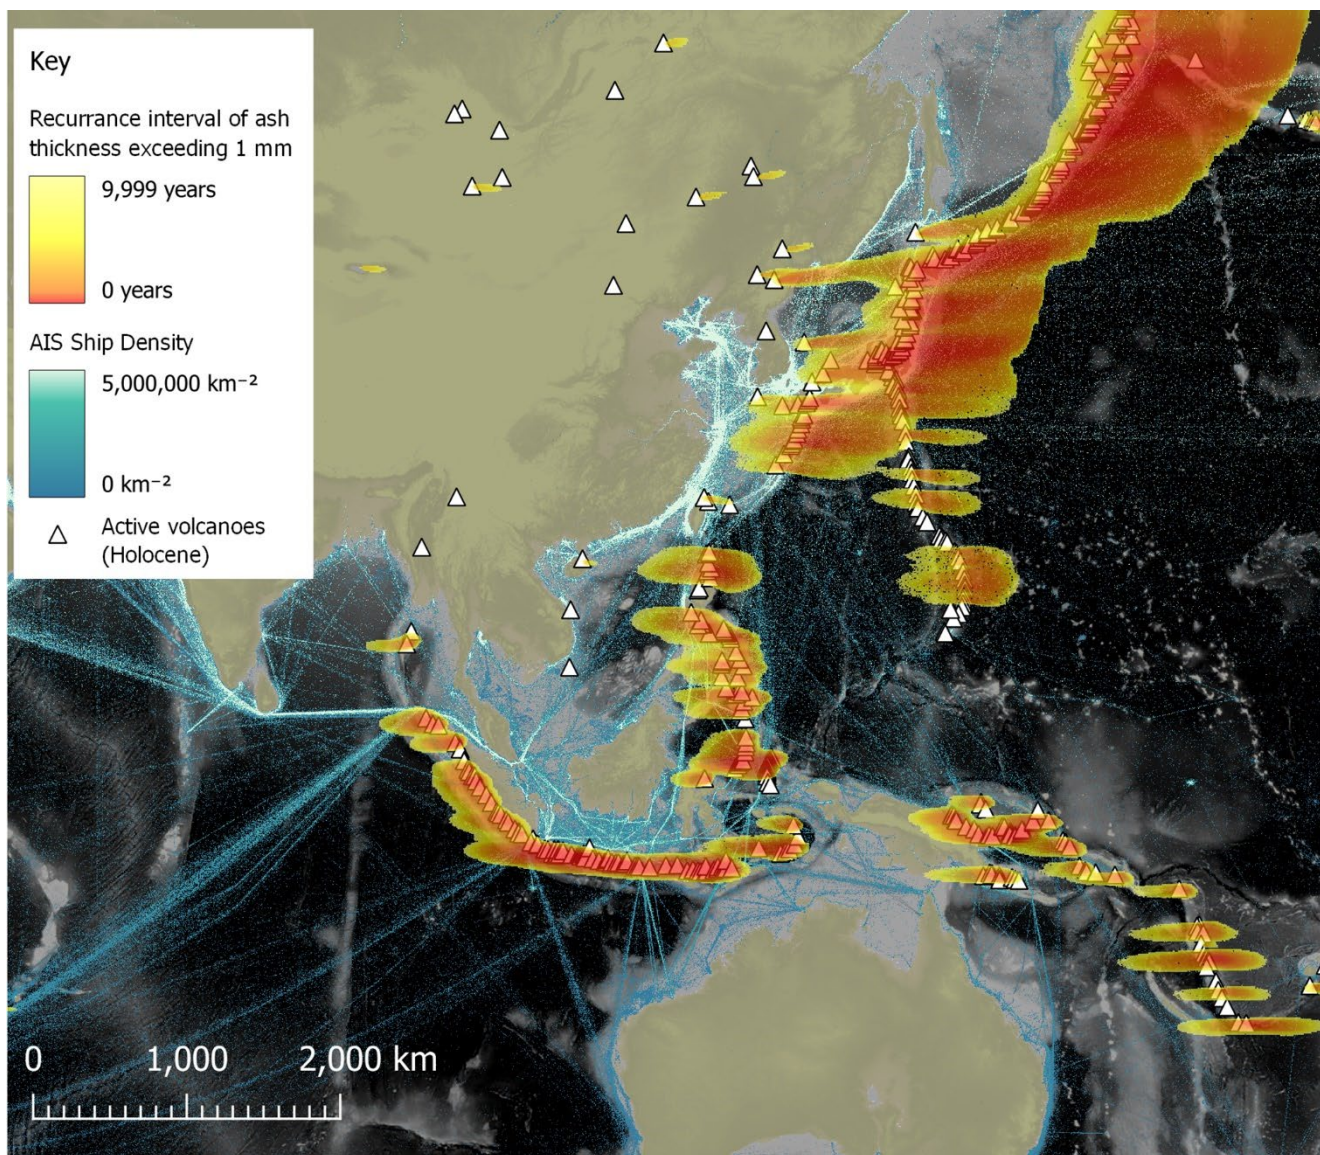 Key
Recurrance interval of ash
thickness exceeding 1 mm
9,999 years
0 years
AIS Ship Density
5,000,000 km⁻²
0 km⁻²
Active volcanoes
(Holocene)
0 1,000 2,000 km